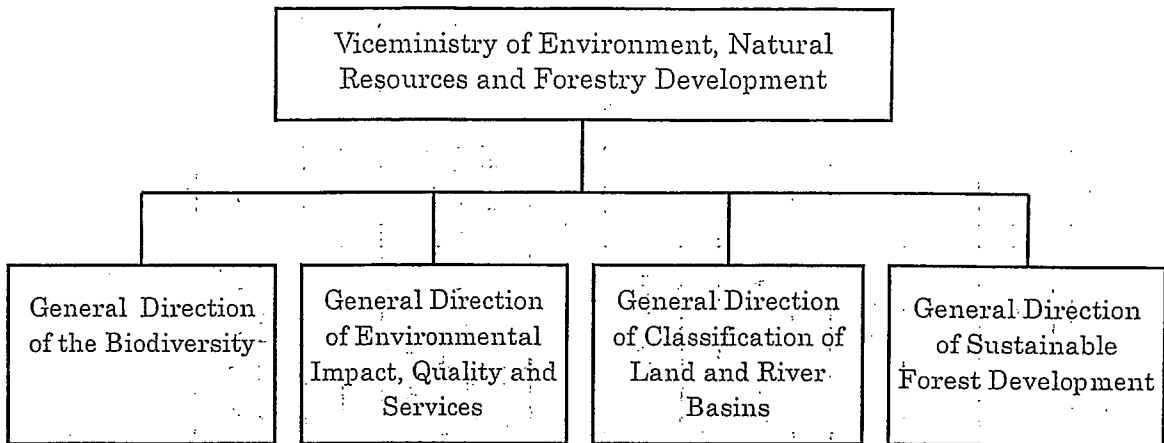 Viceministry of Environment, Natural
Resources and Forestry Development
General Direction
of the Biodiversity
General Direction
of Environmental
Impact, Quality and
Services
General Direction
of Classification of
Land and River
Basins
General Direction
of Sustainable
Forest Development